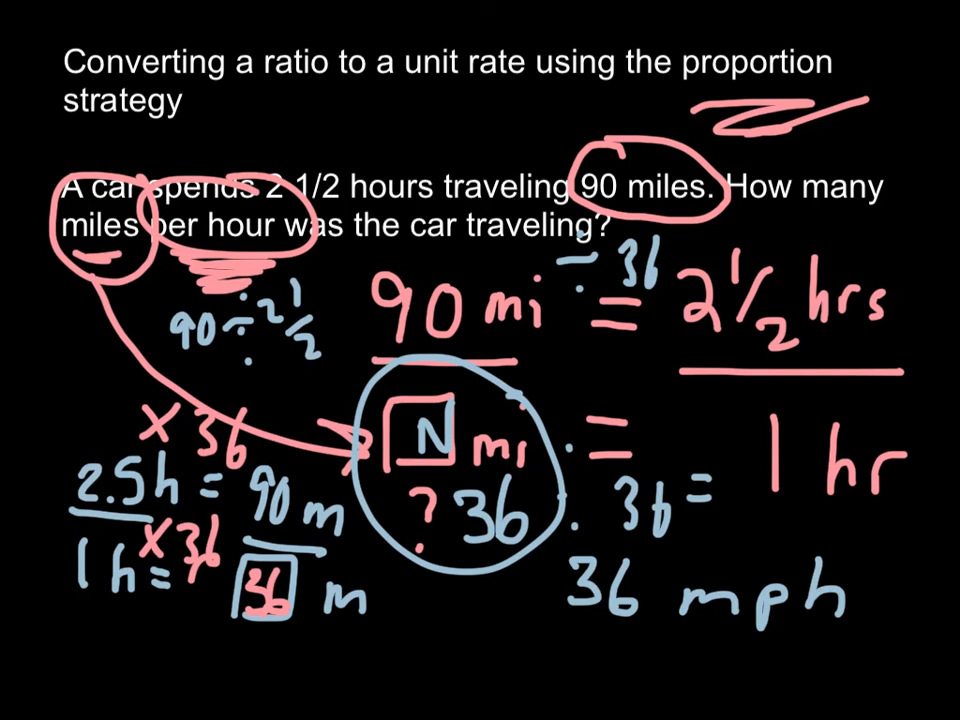 Converting a ratio to a unit rate using the proportion
strategy
A car spends 2 1/2 hours traveling 90 miles. How many
miles per hour was the car traveling?
÷ 36
90 mi = 2 1/2 hrs
90 ÷ 2 1/2
N mi = 1 hr
x 36
2.5h = 90 m
? 36 . 36 =
x 36
1 h = 36 m
36 mph